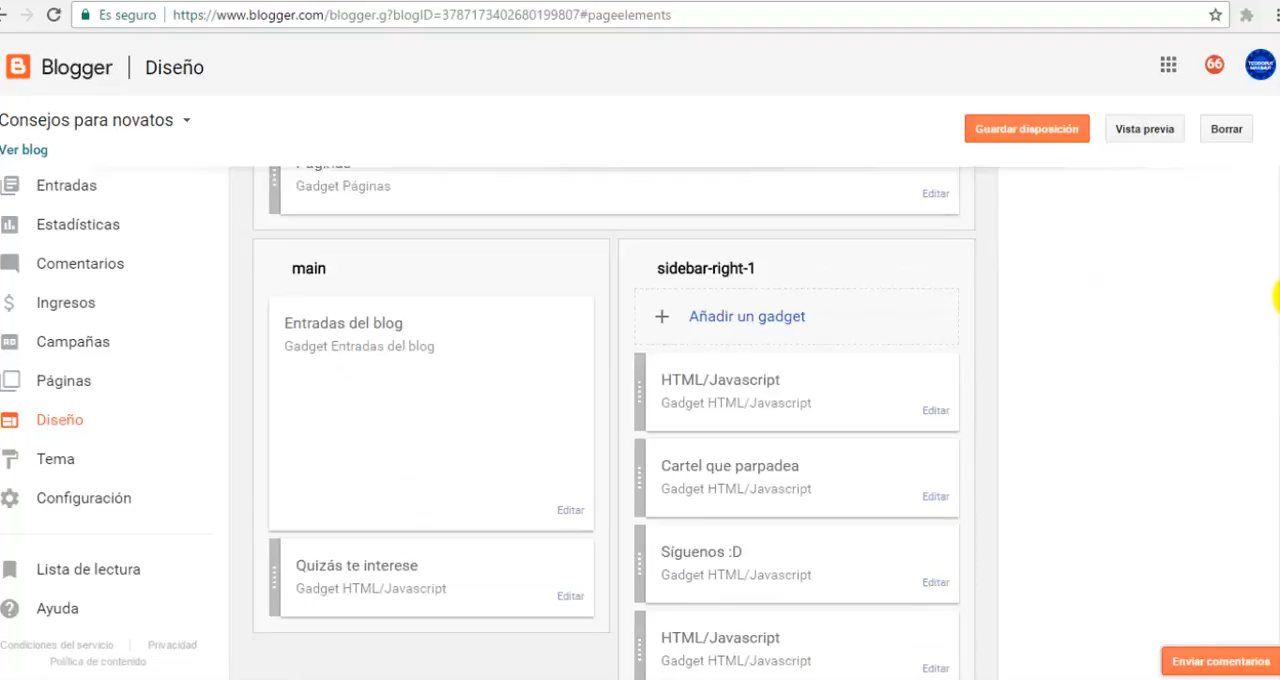 Es seguro | https://www.blogger.com/blogger.g?blogID=3787173402680199807#pageelements
Blogger | Diseño
66
Consejos para novatos
Guardar disposición
Vista previa
Borrar
Ver blog
Entradas
Estadísticas
Comentarios
Ingresos
Campañas
Páginas
Diseño
Tema
Configuración
Lista de lectura
Ayuda
Condiciones del servicio | Privacidad
Política de contenido
Páginas
Gadget Páginas
Editar
main
Entradas del blog
Gadget Entradas del blog
Editar
Quizás te interese
Gadget HTML/Javascript
Editar
sidebar-right-1
+ Añadir un gadget
HTML/Javascript
Gadget HTML/Javascript
Editar
Cartel que parpadea
Gadget HTML/Javascript
Editar
Síguenos :D
Gadget HTML/Javascript
Editar
HTML/Javascript
Gadget HTML/Javascript
Editar
Enviar comentarios